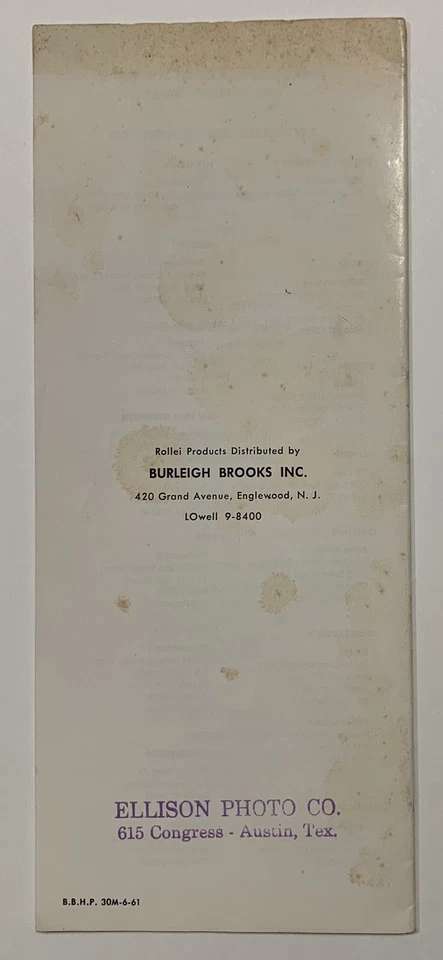 Rollei Products Distributed by
BURLEIGH BROOKS INC.
420 Grand Avenue, Englewood, N. J.
LOwell 9-8400
ELLISON PHOTO CO.
615 Congress - Austin, Tex.
B.B.H.P. 30M-6-61